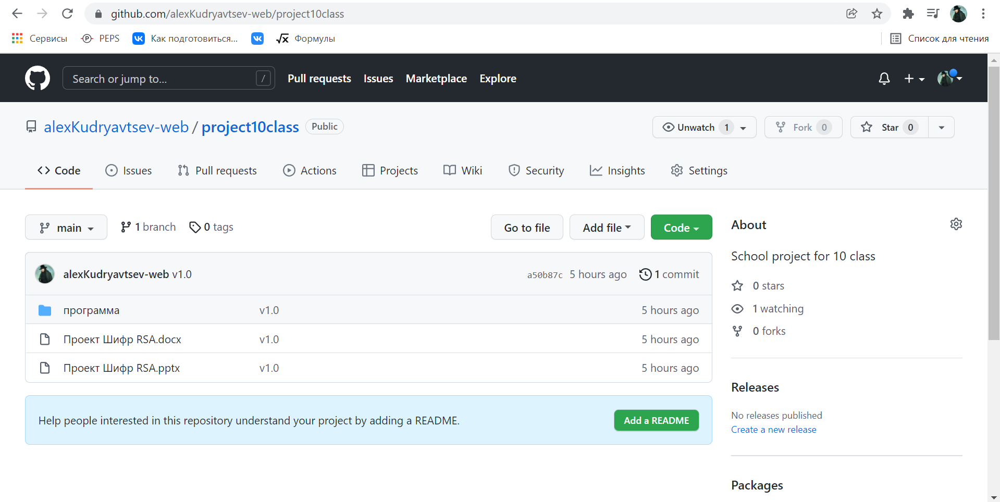 github.com/alexKudryavtsev-web/project10class
Сервисы PEPS Как подготовиться... Формулы Список для чтения
Search or jump to... / Pull requests Issues Marketplace Explore
alexKudryavtsev-web / project10class Public Unwatch 1 Fork 0 Star 0
Code Issues Pull requests Actions Projects Wiki Security Insights Settings
main 1 branch 0 tags Go to file Add file Code
alexKudryavtsev-web v1.0 a50b87c 5 hours ago 1 commit
программа v1.0 5 hours ago
Проект Шифр RSA.docx v1.0 5 hours ago
Проект Шифр RSA.pptx v1.0 5 hours ago
Help people interested in this repository understand your project by adding a README. Add a README
About
School project for 10 class
0 stars
1 watching
0 forks
Releases
No releases published
Create a new release
Packages